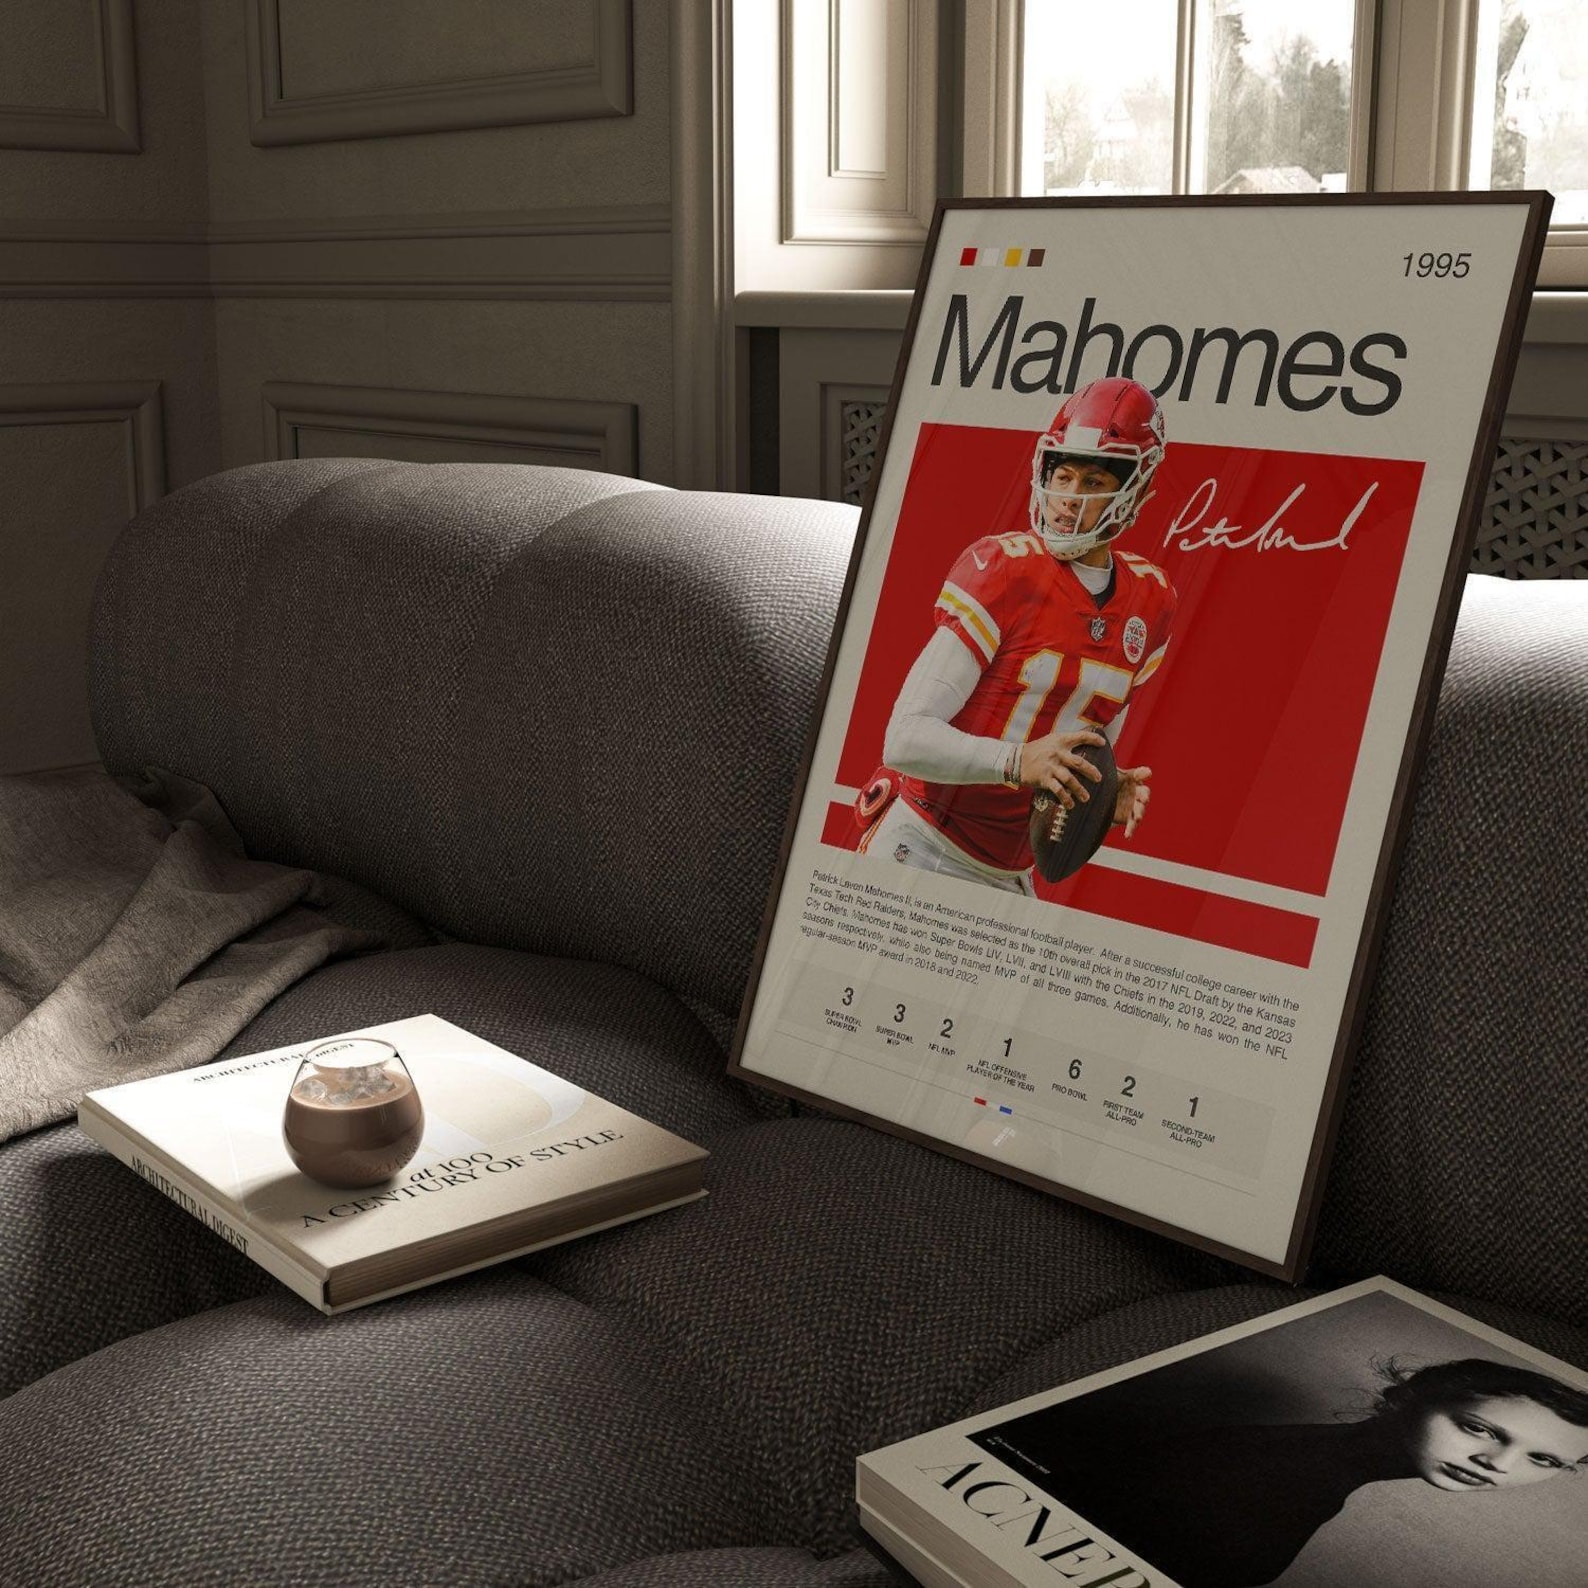 1995
Mahomes
15
15
15
Patrick Lavon Mahomes II, is an American professional football player. After a successful college career with the
Texas Tech Red Raiders, Mahomes was selected as the 10th overall pick in the 2017 NFL Draft by the Kansas
City Chiefs. Mahomes has won Super Bowls LIV, LVII, and LVIII with the Chiefs in the 2019, 2022, and 2023
seasons respectively, while also being named MVP of all three games. Additionally, he has won the NFL
regular-season MVP award in 2018 and 2022.
3
SUPER BOWL
CHAMPION
3
SUPER BOWL
MVP
2
NFL MVP
1
NFL OFFENSIVE
PLAYER OF THE YEAR
6
PRO BOWL
2
FIRST TEAM
ALL-PRO
1
SECOND-TEAM
ALL-PRO
ARCHITECTURAL DIGEST
at 100
A CENTURY OF STYLE
ARCHITECTURAL DIGEST
ACNE